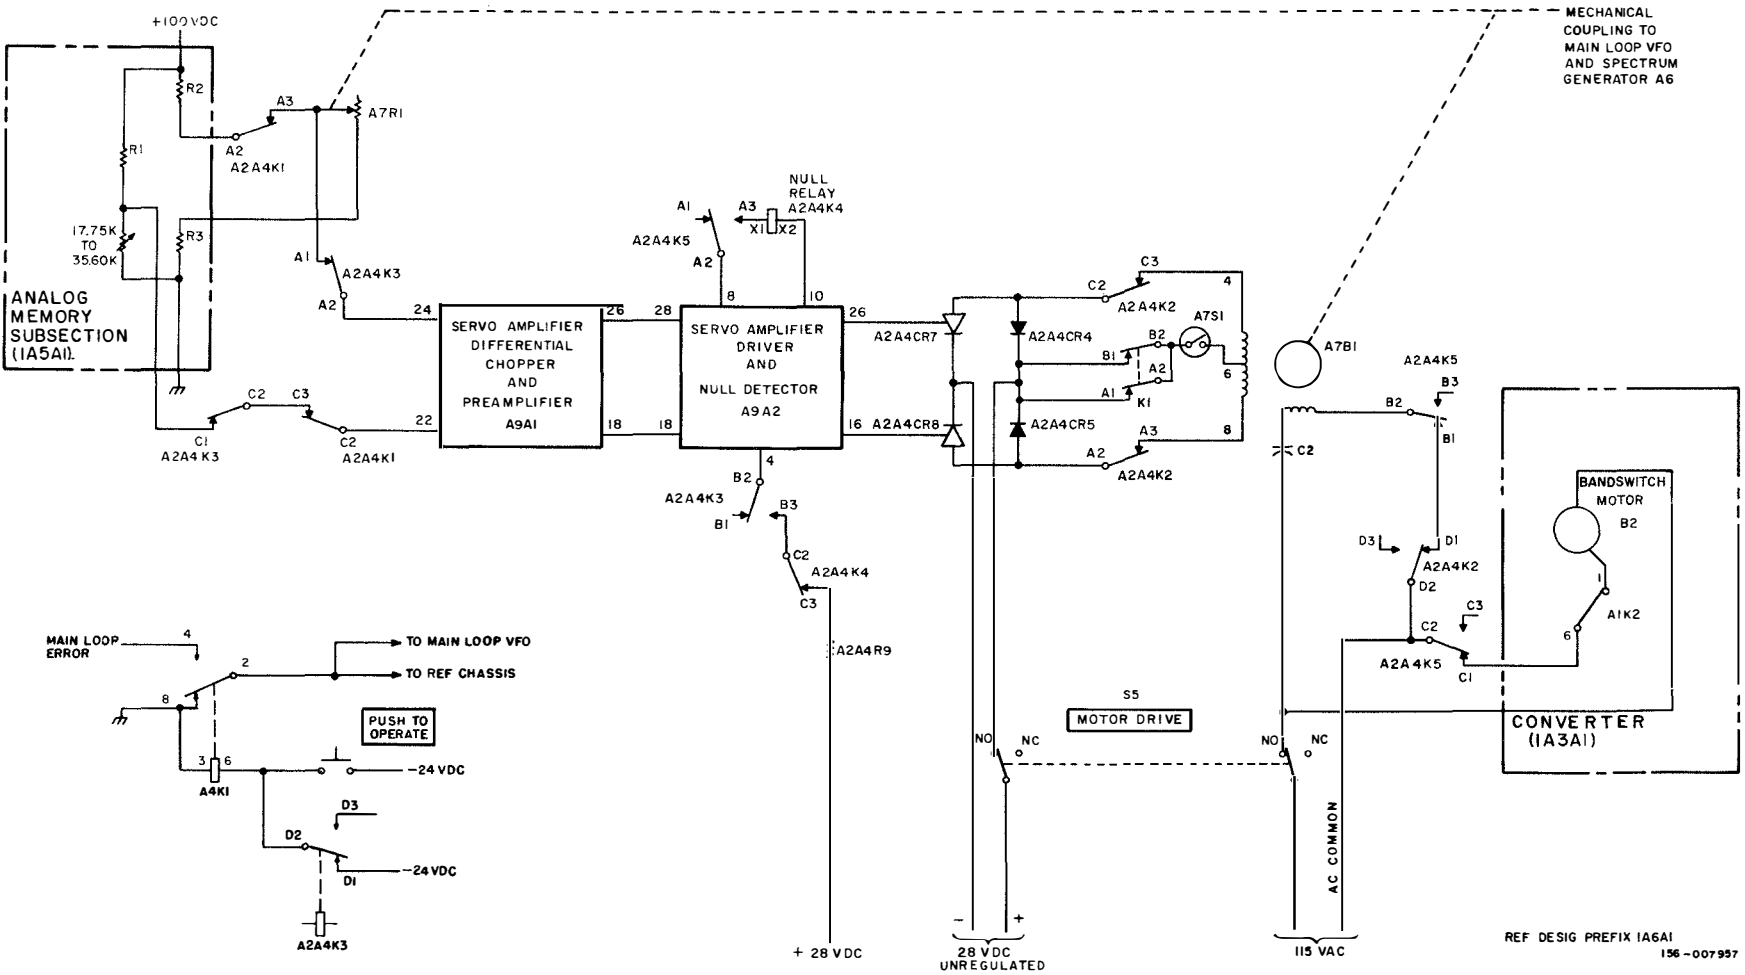 +100VDC
MECHANICAL
COUPLING TO
MAIN LOOP VFO
AND SPECTRUM
GENERATOR A6
R2
A3
A7R1
R1
A2
A2A4K1
17.75K
TO
35.60K
R3
ANALOG
MEMORY
SUBSECTION
(1A5A1).
A1
A2A4K3
A2
24
C2
C3
C1
A2A4K3
C2
A2A4K1
22
SERVO AMPLIFIER
DIFFERENTIAL
CHOPPER
AND
PREAMPLIFIER
A9A1
26
28
18
18
NULL
RELAY
A2A4K4
A1
A3
X1
X2
A2A4K5
A2
8
10
SERVO AMPLIFIER
DRIVER
AND
NULL DETECTOR
A9A2
26
16
4
B2
A2A4K3
B1
B3
C2
A2A4K4
C3
A2A4R9
A2A4CR7
A2A4CR4
A2A4CR8
A2A4CR5
C3
C2
A2A4K2
4
A7S1
B2
B1
A2
A1
K1
6
A3
8
A2
A2A4K2
A7B1
A2A4K5
B3
B2
B1
C2
D3
D1
A2A4K2
D2
C3
C2
A2A4K5
C1
BANDSWITCH
MOTOR
B2
1
A1K2
6
CONVERTER
(1A3A1)
MAIN LOOP
ERROR
4
2
8
TO MAIN LOOP VFO
TO REF CHASSIS
PUSH TO
OPERATE
3
6
A4K1
-24 VDC
D3
D2
D1
-24VDC
A2A4K3
S5
MOTOR DRIVE
NO
NC
NO
NC
AC COMMON
-
+
+ 28 VDC
28 VDC
UNREGULATED
115 VAC
REF DESIG PREFIX 1A6A1
156-007957